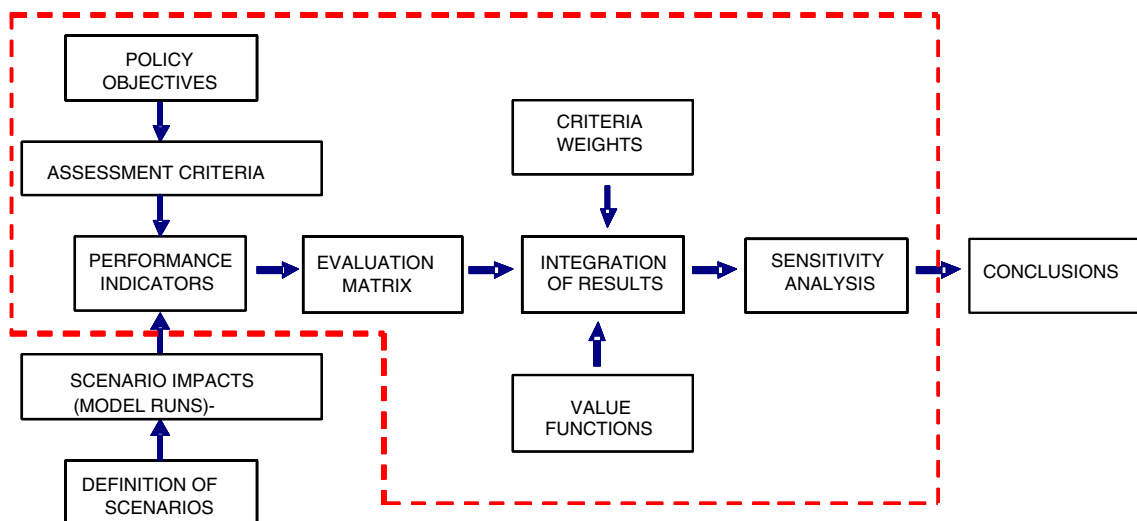 POLICY
OBJECTIVES
CRITERIA
WEIGHTS
ASSESSMENT CRITERIA
PERFORMANCE
INDICATORS
EVALUATION
MATRIX
INTEGRATION
OF RESULTS
SENSITIVITY
ANALYSIS
CONCLUSIONS
SCENARIO IMPACTS
(MODEL RUNS)-
VALUE
FUNCTIONS
DEFINITION OF
SCENARIOS